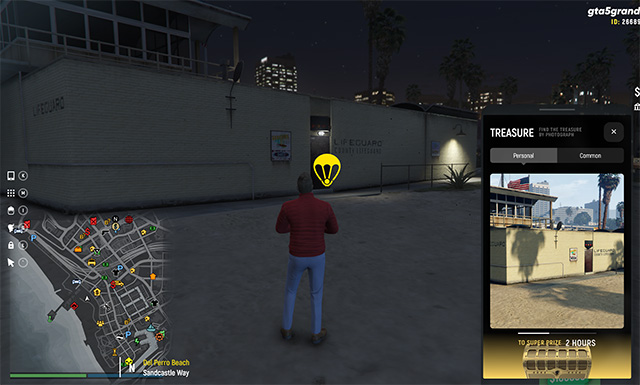 gta5grand
ID: 26689
LIFEGUARD
LIFEGUARD
$
TREASURE
FIND THE TREASURE
BY PHOTOGRAPH
Personal
Common
LIFEGUARD
LIFEGUARD
TO SUPER PRIZE 2 HOURS
N
P
P
N
Del Perro Beach
Sandcastle Way